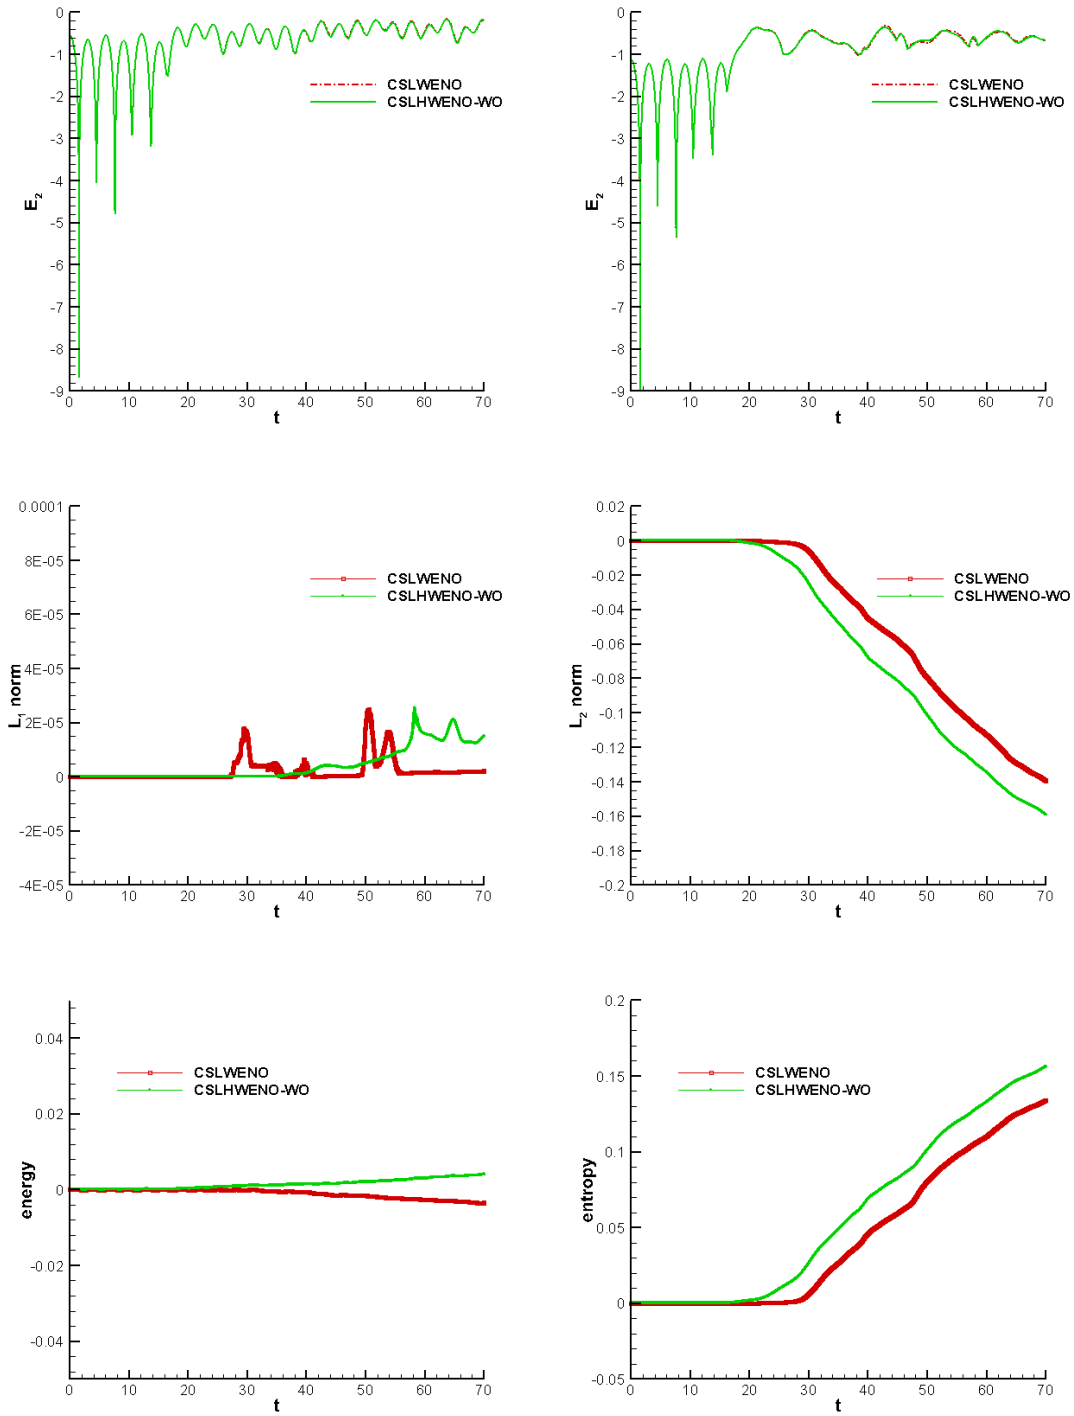 0
-1
-2
-3
-4
-5
-6
-7
-8
-9
E2
CSLWENO
CSLHWENO-WO
0 10 20 30 40 50 60 70
t
0
-1
-2
-3
-4
-5
-6
-7
-8
-9
E2
CSLWENO
CSLHWENO-WO
0 10 20 30 40 50 60 70
t
0.0001
8E-05
6E-05
4E-05
2E-05
0
-2E-05
-4E-05
L1 norm
CSLWENO
CSLHWENO-WO
0 10 20 30 40 50 60 70
t
0.02
0
-0.02
-0.04
-0.06
-0.08
-0.1
-0.12
-0.14
-0.16
-0.18
-0.2
L2 norm
CSLWENO
CSLHWENO-WO
0 10 20 30 40 50 60 70
t
0.04
0.02
0
-0.02
-0.04
energy
CSLWENO
CSLHWENO-WO
0 10 20 30 40 50 60 70
t
0.2
0.15
0.1
0.05
0
-0.05
entropy
CSLWENO
CSLHWENO-WO
0 10 20 30 40 50 60 70
t